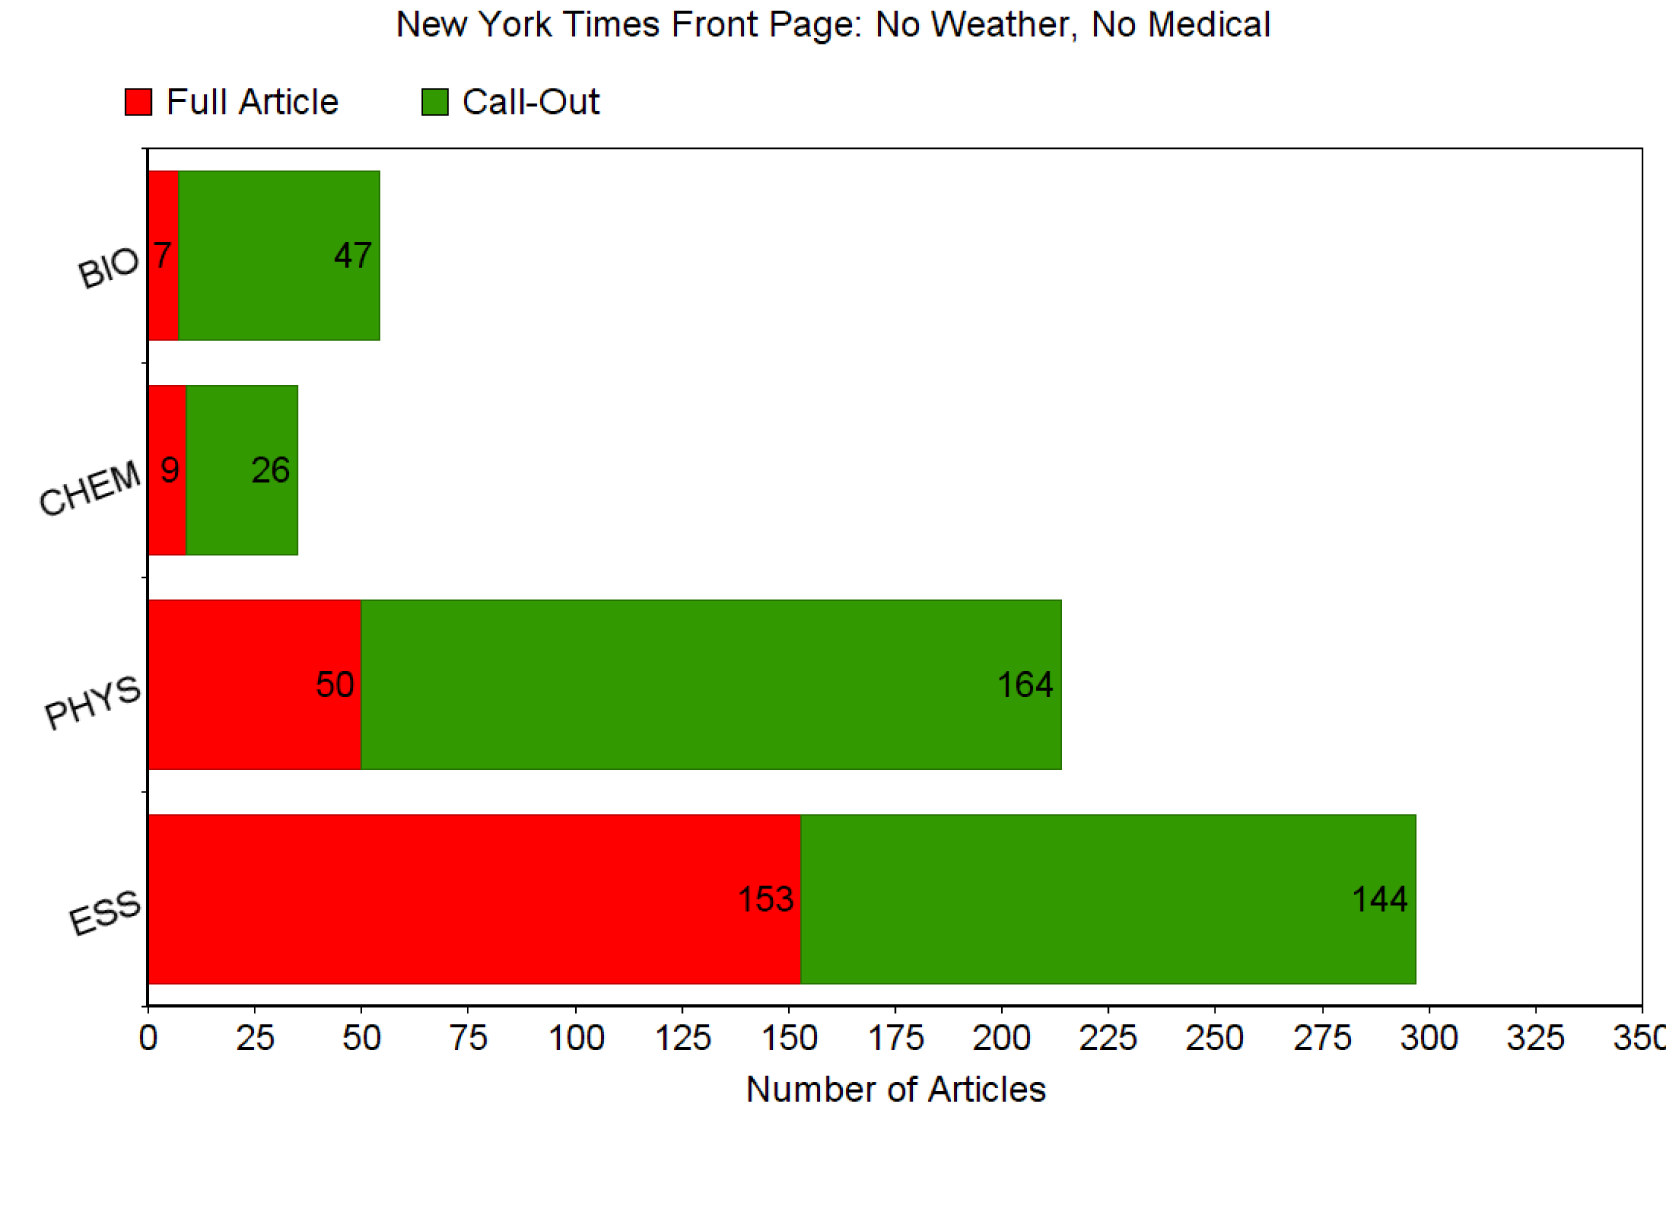 New York Times Front Page: No Weather, No Medical
Full Article Call-Out
BIO 7 47
CHEM 9 26
PHYS 50 164
ESS 153 144
0 25 50 75 100 125 150 175 200 225 250 275 300 325 350
Number of Articles